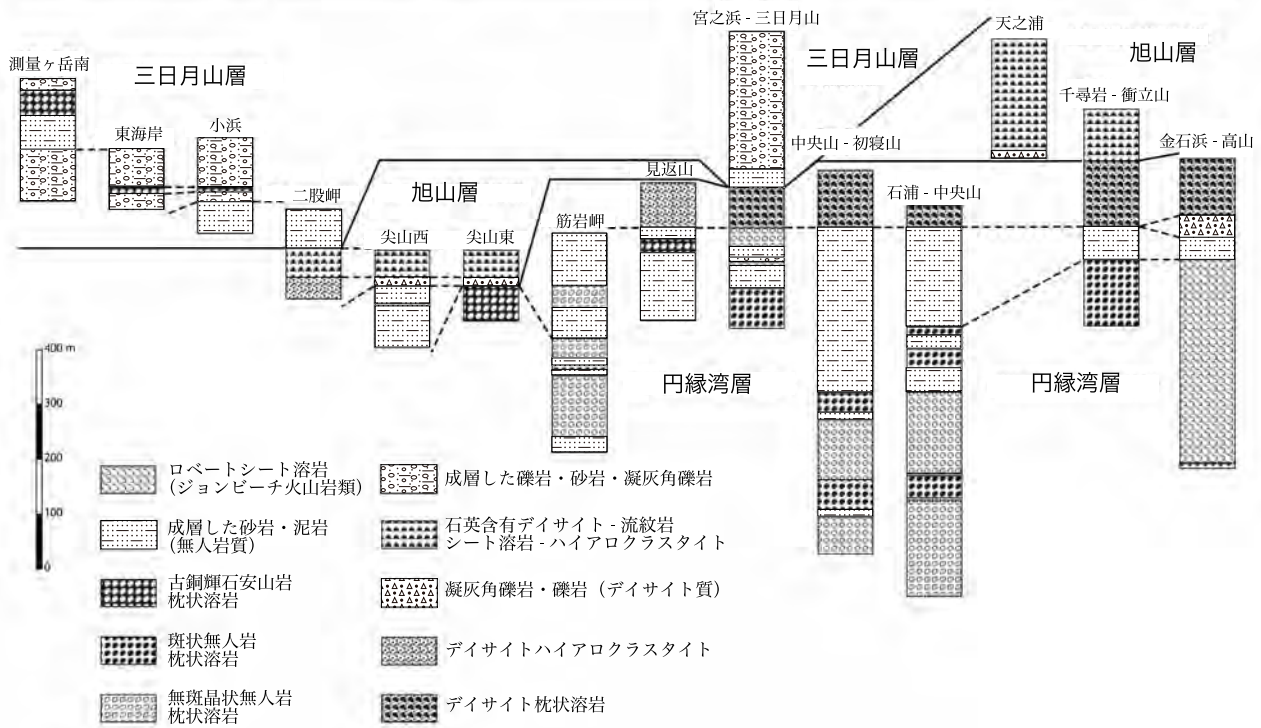 宮之浜 - 三日月山
天之浦
測量ヶ岳南
三日月山層
三日月山層
旭山層
千尋岩 - 衝立山
東海岸
小浜
中央山 - 初寝山
金石浜 - 高山
見返山
二股岬
旭山層
石浦 - 中央山
筋岩岬
尖山西
尖山東
円縁湾層
円縁湾層
400 m
300
200
100
0
ロベートシート溶岩
(ジョンビーチ火山岩類)
成層した砂岩・泥岩
(無人岩質)
古銅輝石安山岩
枕状溶岩
斑状無人岩
枕状溶岩
無斑晶状無人岩
枕状溶岩
成層した礫岩・砂岩・凝灰角礫岩
石英含有デイサイト - 流紋岩
シート溶岩 - ハイアロクラスタイト
凝灰角礫岩・礫岩（デイサイト質）
デイサイトハイアロクラスタイト
デイサイト枕状溶岩